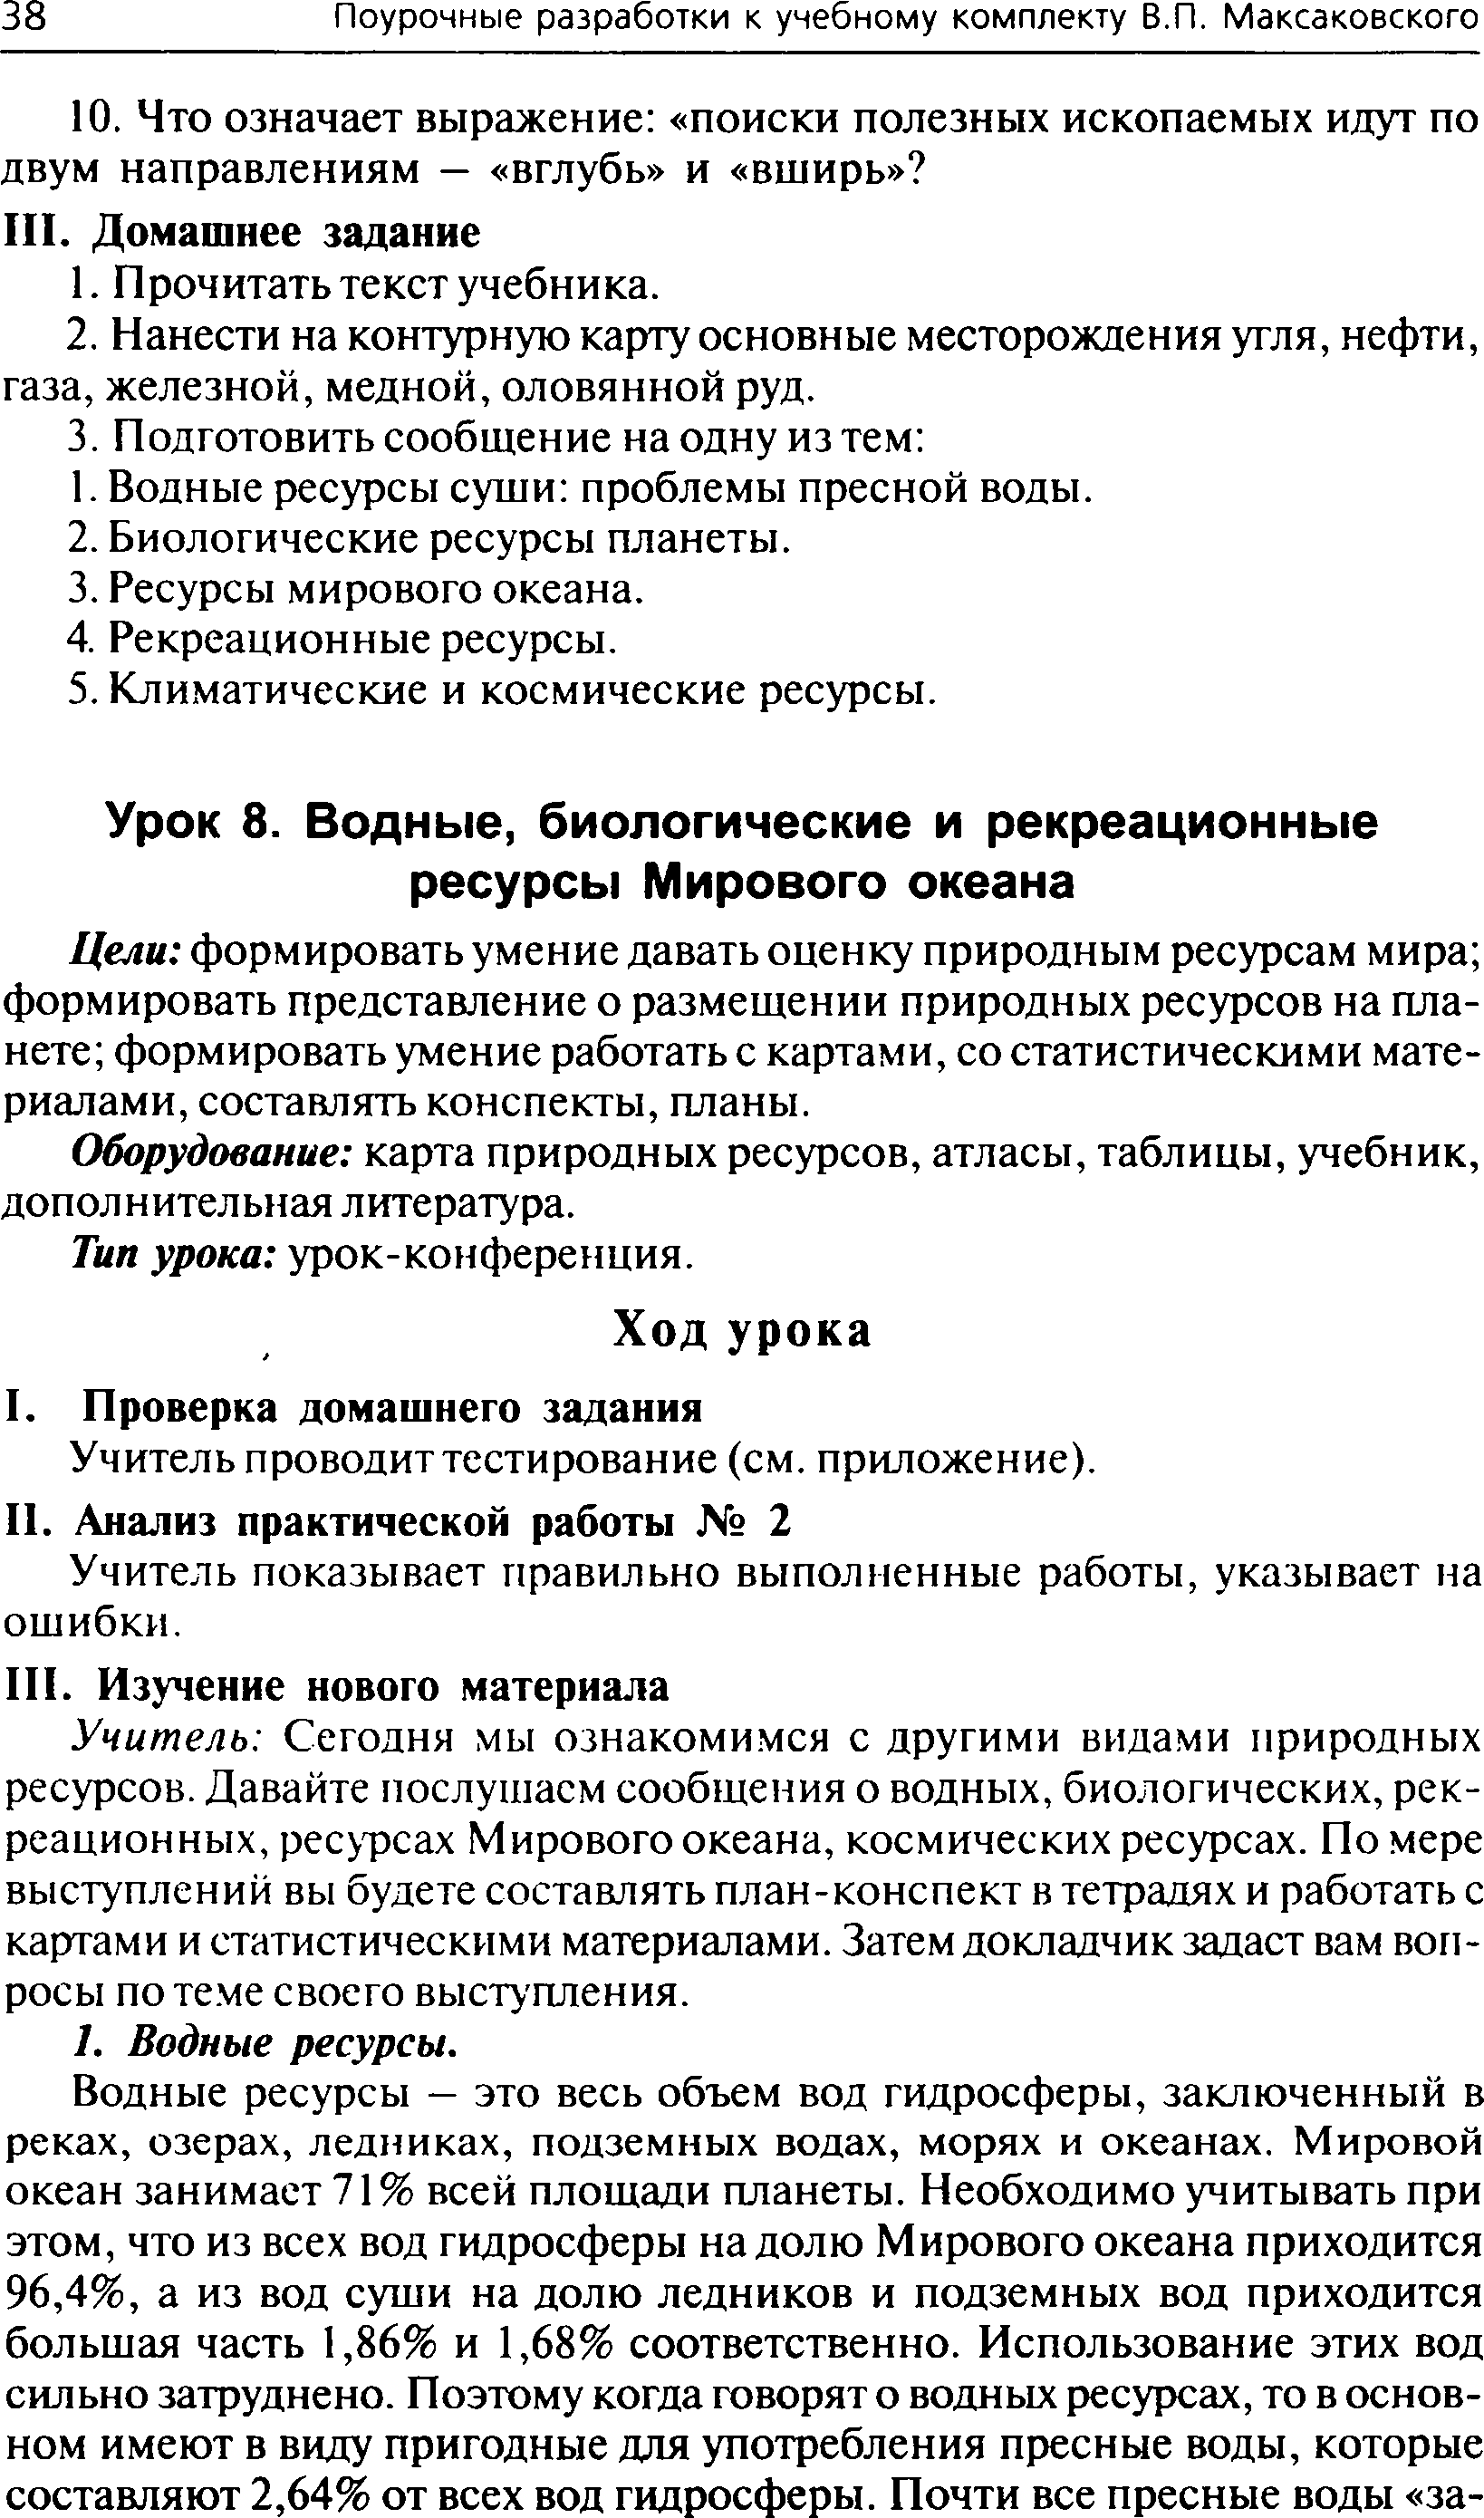 38 Поурочные разработки к учебному комплекту В.П. Максаковского
10. Что означает выражение: «поиски полезных ископаемых идут по
двум направлениям – «вглубь» и «вширь»?
III. Домашнее задание
1. Прочитать текст учебника.
2. Нанести на контурную карту основные месторождения угля, нефти,
газа, железной, медной, оловянной руд.
3. Подготовить сообщение на одну из тем:
1. Водные ресурсы суши: проблемы пресной воды.
2. Биологические ресурсы планеты.
3. Ресурсы мирового океана.
4. Рекреационные ресурсы.
5. Климатические и космические ресурсы.
Урок 8. Водные, биологические и рекреационные
ресурсы Мирового океана
Цели: формировать умение давать оценку природным ресурсам мира;
формировать представление о размещении природных ресурсов на пла-
нете; формировать умение работать с картами, со статистическими мате-
риалами, составлять конспекты, планы.
Оборудование: карта природных ресурсов, атласы, таблицы, учебник,
дополнительная литература.
Тип урока: урок-конференция.
Ход урока
I. Проверка домашнего задания
Учитель проводит тестирование (см. приложение).
II. Анализ практической работы № 2
Учитель показывает правильно выполненные работы, указывает на
ошибки.
III. Изучение нового материала
Учитель: Сегодня мы ознакомимся с другими видами природных
ресурсов. Давайте послушаем сообщения о водных, биологических, рек-
реационных, ресурсах Мирового океана, космических ресурсах. По мере
выступлений вы будете составлять план-конспект в тетрадях и работать с
картами и статистическими материалами. Затем докладчик задаст вам воп-
росы по теме своего выступления.
1. Водные ресурсы.
Водные ресурсы – это весь объем вод гидросферы, заключенный в
реках, озерах, ледниках, подземных водах, морях и океанах. Мировой
океан занимает 71% всей площади планеты. Необходимо учитывать при
этом, что из всех вод гидросферы на долю Мирового океана приходится
96,4%, а из вод суши на долю ледников и подземных вод приходится
большая часть 1,86% и 1,68% соответственно. Использование этих вод
сильно затруднено. Поэтому когда говорят о водных ресурсах, то в основ-
ном имеют в виду пригодные для употребления пресные воды, которые
составляют 2,64% от всех вод гидросферы. Почти все пресные воды «за-